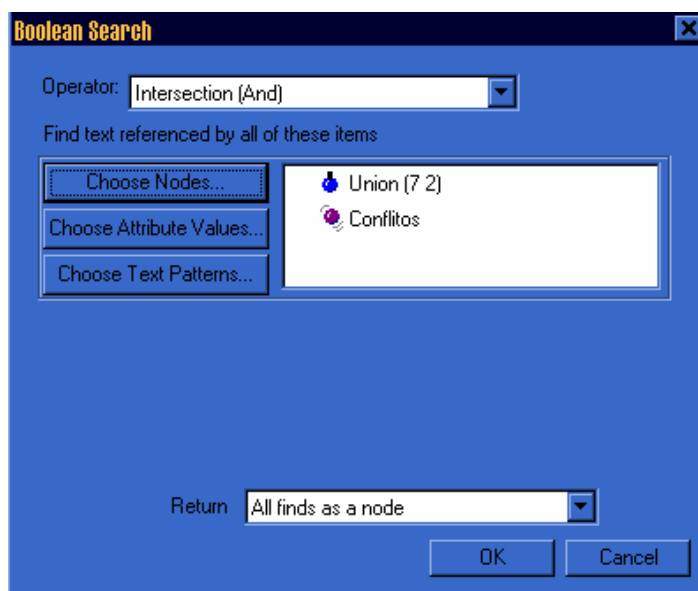 Boolean Search
Operator: Intersection (And)
Find text referenced by all of these items
Choose Nodes...
Union (7 2)
Choose Attribute Values...
Conflitos
Choose Text Patterns...
Return All finds as a node
OK Cancel